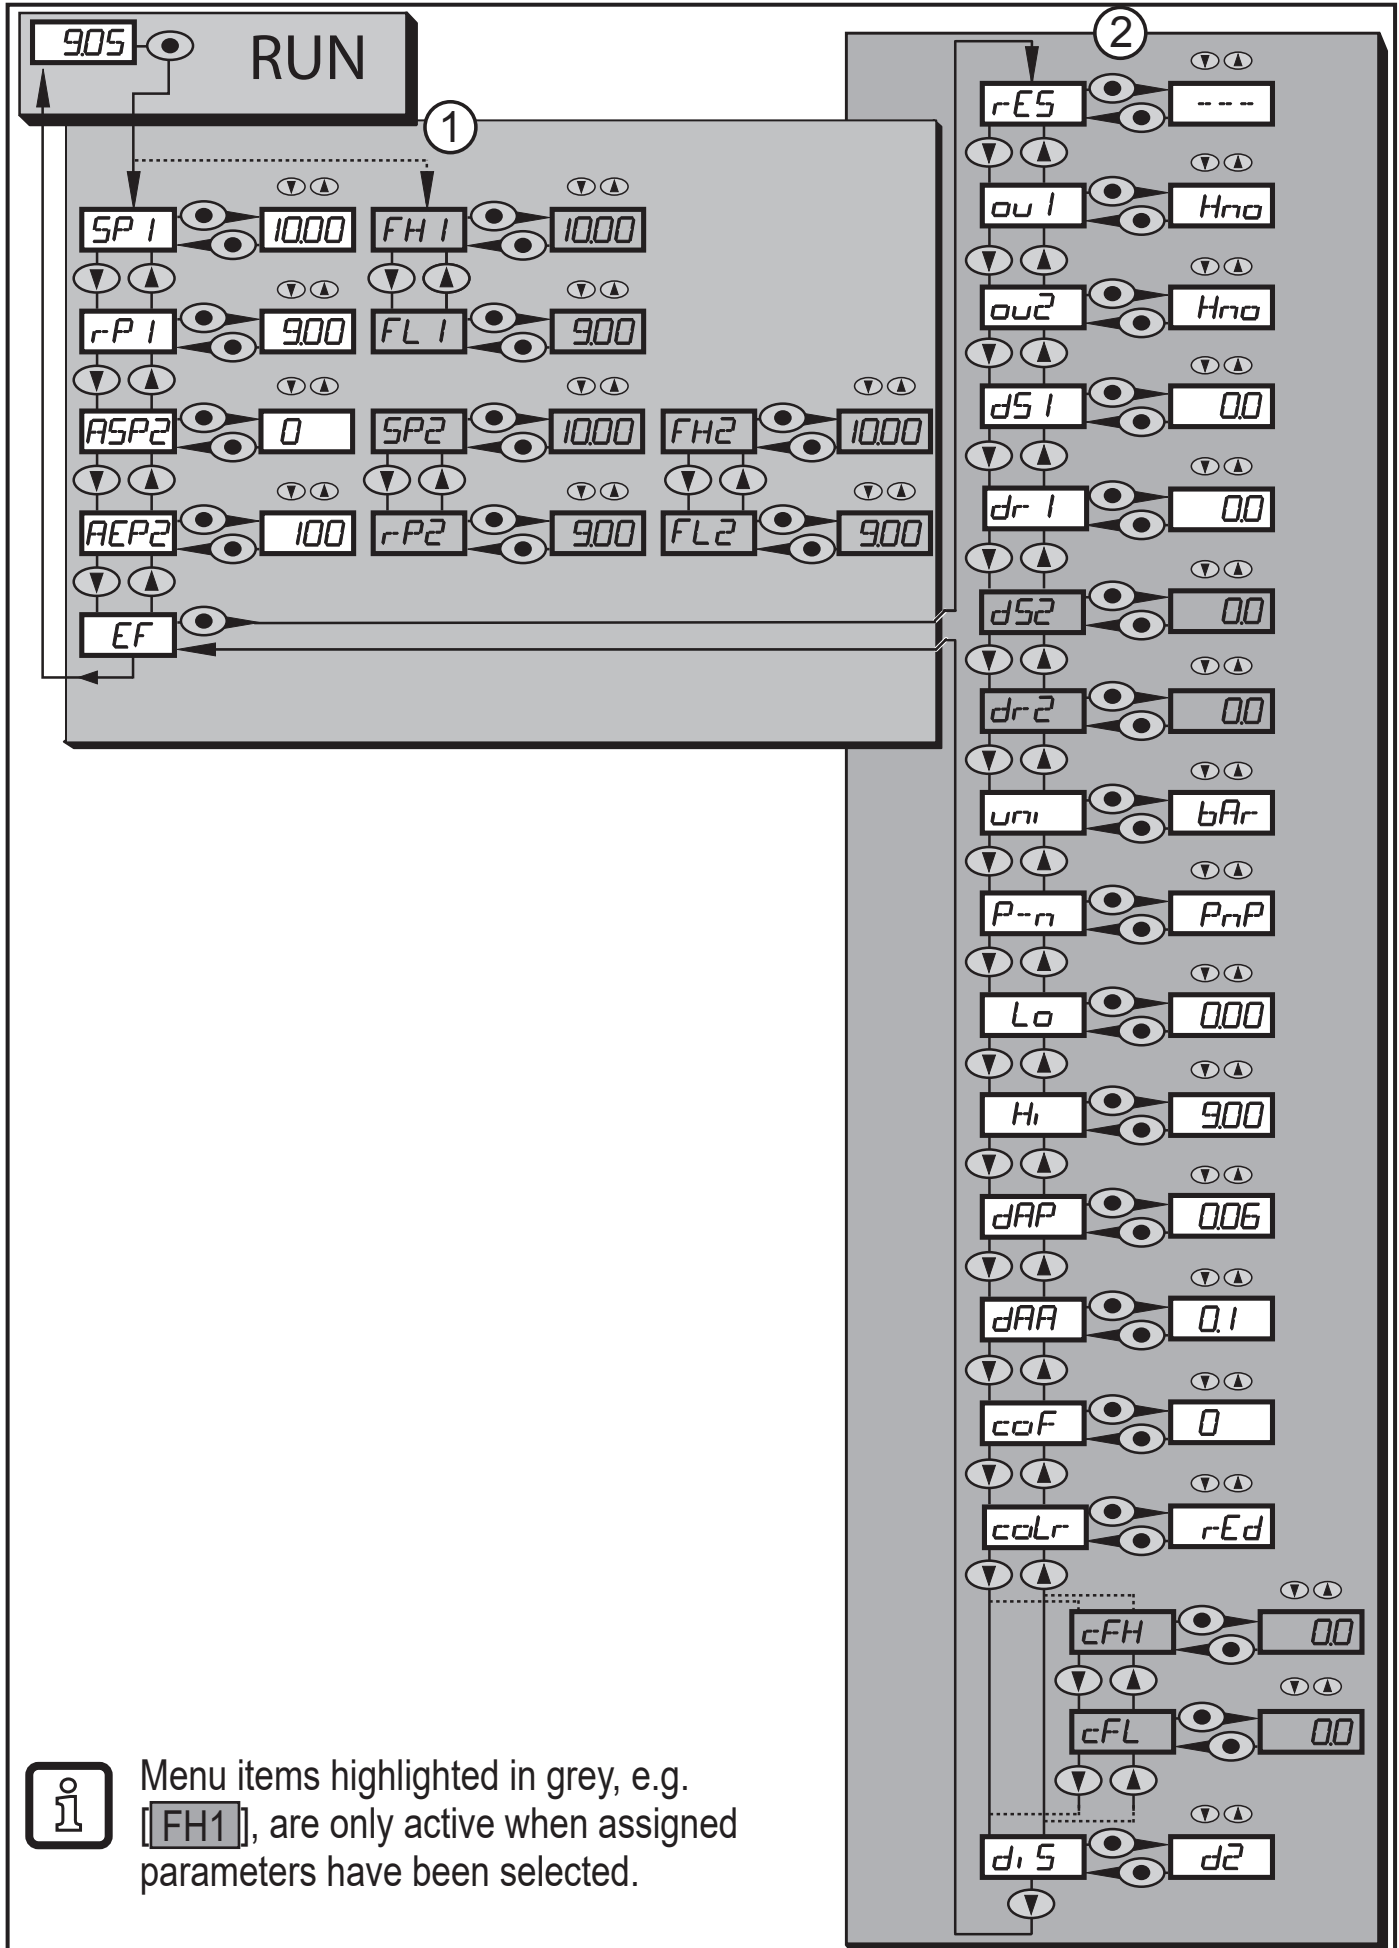 9.05
RUN
1
SP1 10.00 FH1 10.00
rP1 9.00 FL1 9.00
ASP2 0 SP2 10.00 FH2 10.00
AEP2 100 rP2 9.00 FL2 9.00
EF
2
rES ----
ou1 Hno
ou2 Hno
dS1 0.0
dr1 0.0
dS2 0.0
dr2 0.0
uni bAr
P-n PnP
Lo 0.00
Hi 9.00
dAP 0.06
dAA 0.1
coF 0
coLr rEd
cFH 0.0
cFL 0.0
diS d2
i
Menu items highlighted in grey, e.g.
[FH1], are only active when assigned
parameters have been selected.